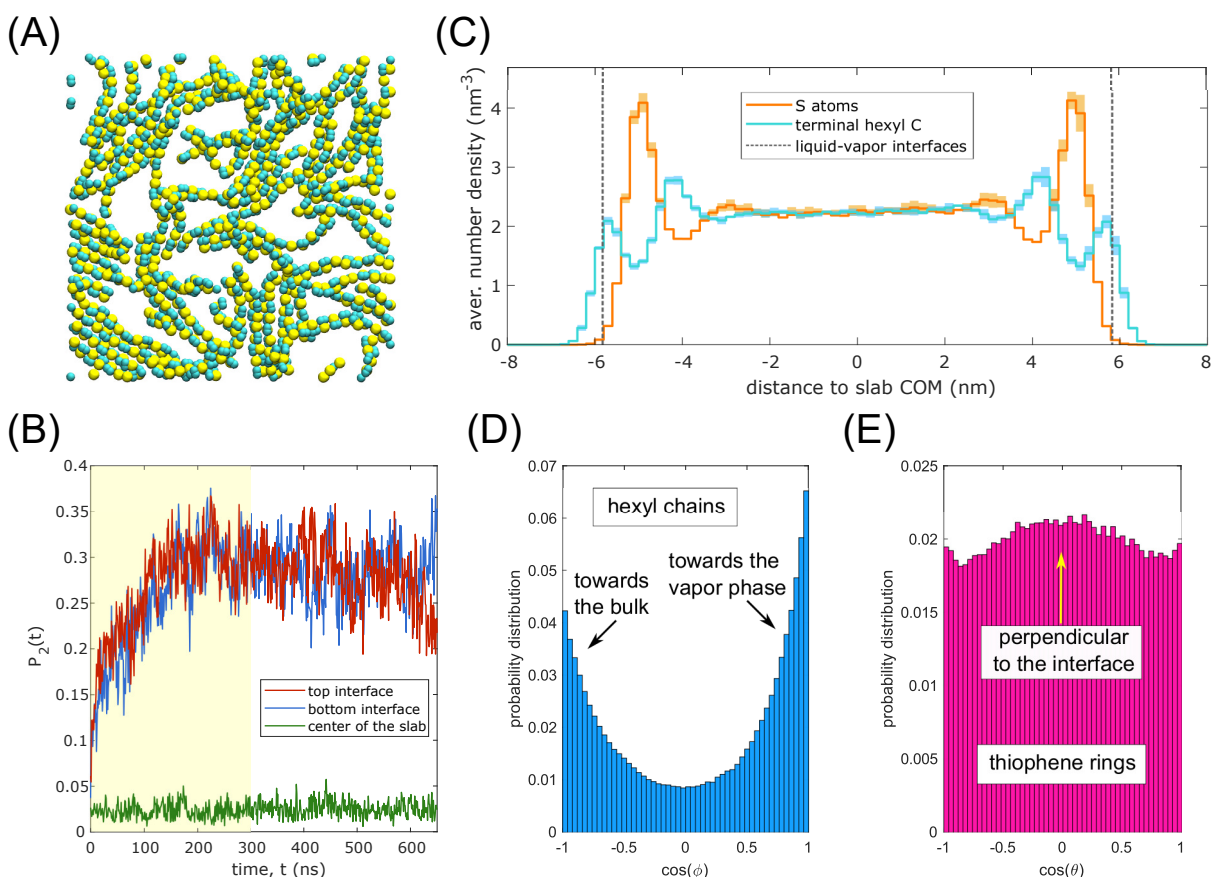 (A)
(C)
aver. number density (nm-3)
4
3
2
1
0
S atoms
terminal hexyl C
liquid-vapor interfaces
-8
-6
-4
-2
0
2
4
6
8
distance to slab COM (nm)
(B)
P2(t)
0.4
0.35
0.3
0.25
0.2
0.15
0.1
0.05
0
top interface
bottom interface
center of the slab
0
100
200
300
400
500
600
time, t (ns)
(D)
probability distribution
0.07
0.06
0.05
0.04
0.03
0.02
0.01
0
hexyl chains
towards
the bulk
towards the
vapor phase
-1
-0.5
0
0.5
1
cos(ϕ)
(E)
probability distribution
0.025
0.02
0.015
0.01
0.005
0
perpendicular
to the interface
thiophene rings
-1
-0.5
0
0.5
1
cos(θ)